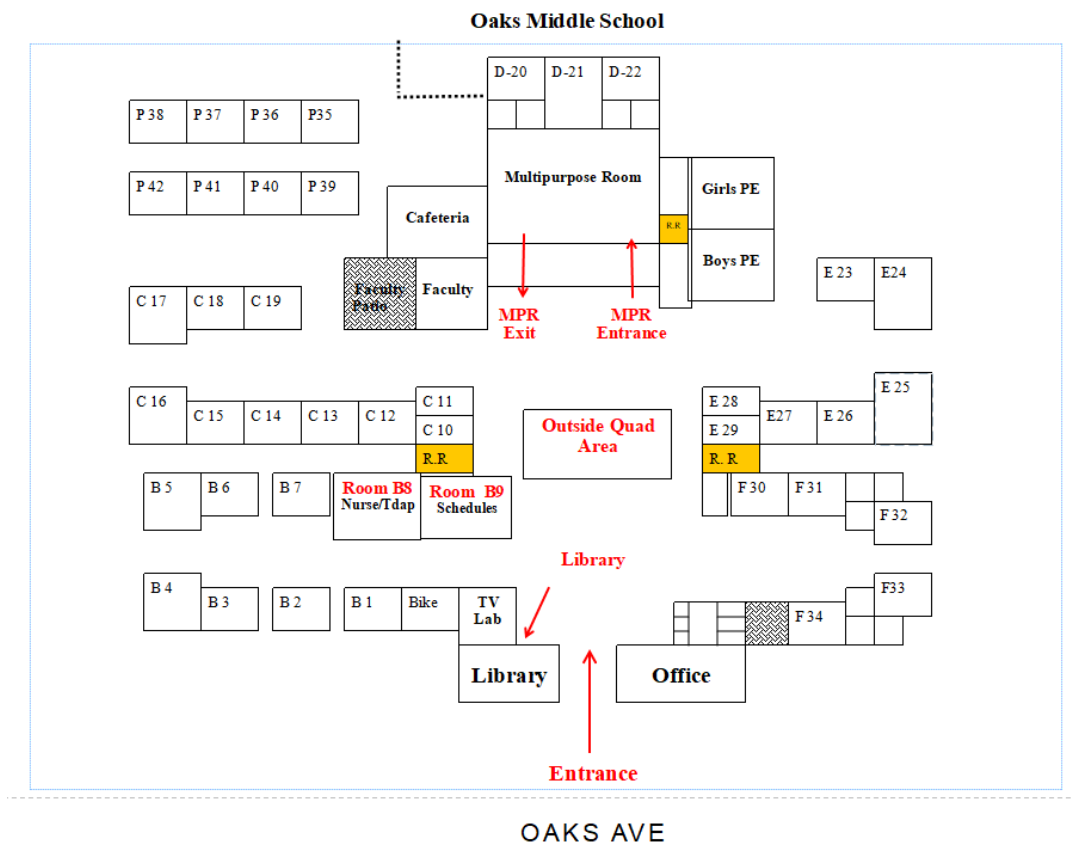 Oaks Middle School
D-20 D-21 D-22
P 38 P 37 P 36 P35
P 42 P 41 P 40 P 39
Multipurpose Room
Girls PE
Cafeteria
R.R
Boys PE
E 23 E24
C 17 C 18 C 19
Faculty
Patio
Faculty
MPR
Exit
MPR
Entrance
C 16 C 15 C 14 C 13 C 12
C 11
C 10
R.R
Outside Quad
Area
E 28
E 29
R. R
E27 E 26 E 25
B 5 B 6 B 7
Room B8
Nurse/Tdap
Room B9
Schedules
F 30 F 31 F 32
Library
B 4 B 3 B 2 B 1 Bike
TV
Lab
F 34 F33
Library
Office
Entrance
OAKS AVE